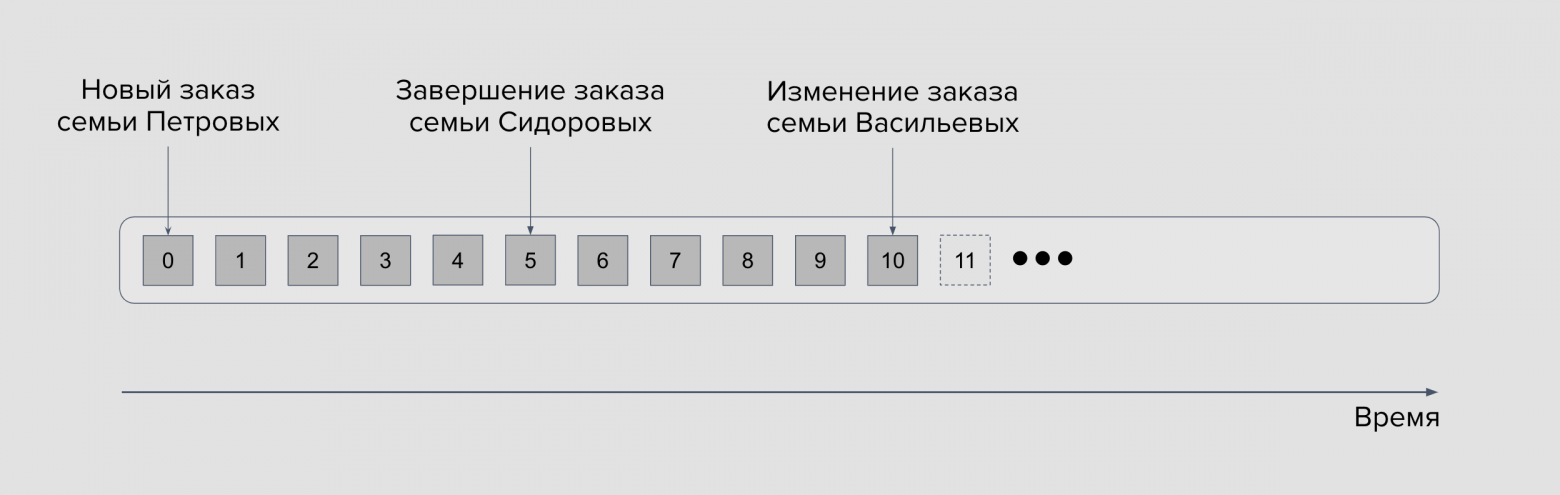 Новый заказ
семьи Петровых
Завершение заказа
семьи Сидоровых
Изменение заказа
семьи Васильевых
0 1 2 3 4 5 6 7 8 9 10 11
Время